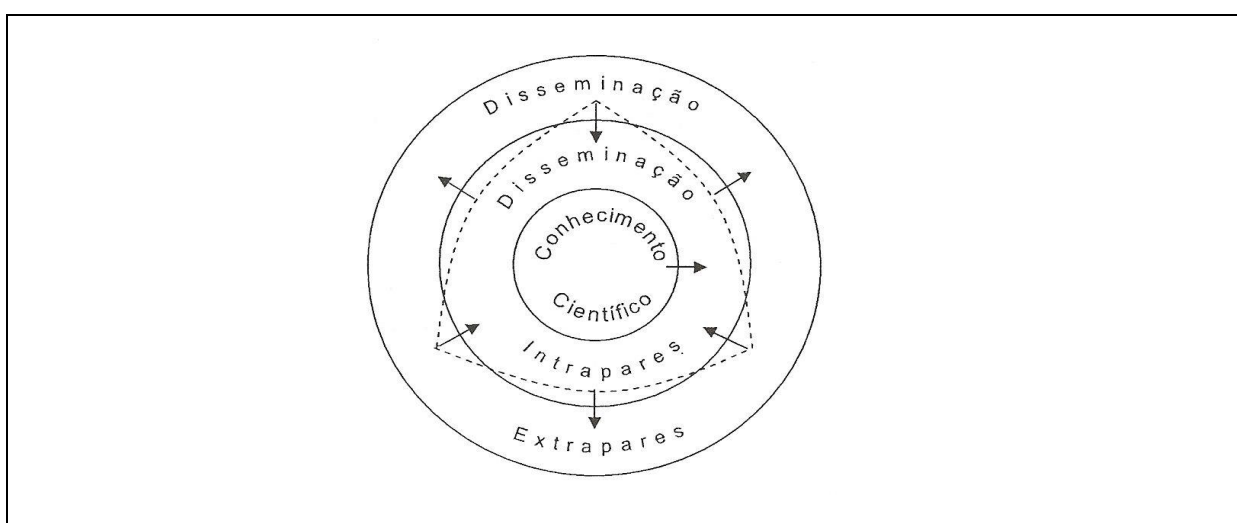 Disseminação
Disseminação
Conhecimento
Científico
Intrapares
Extrapares